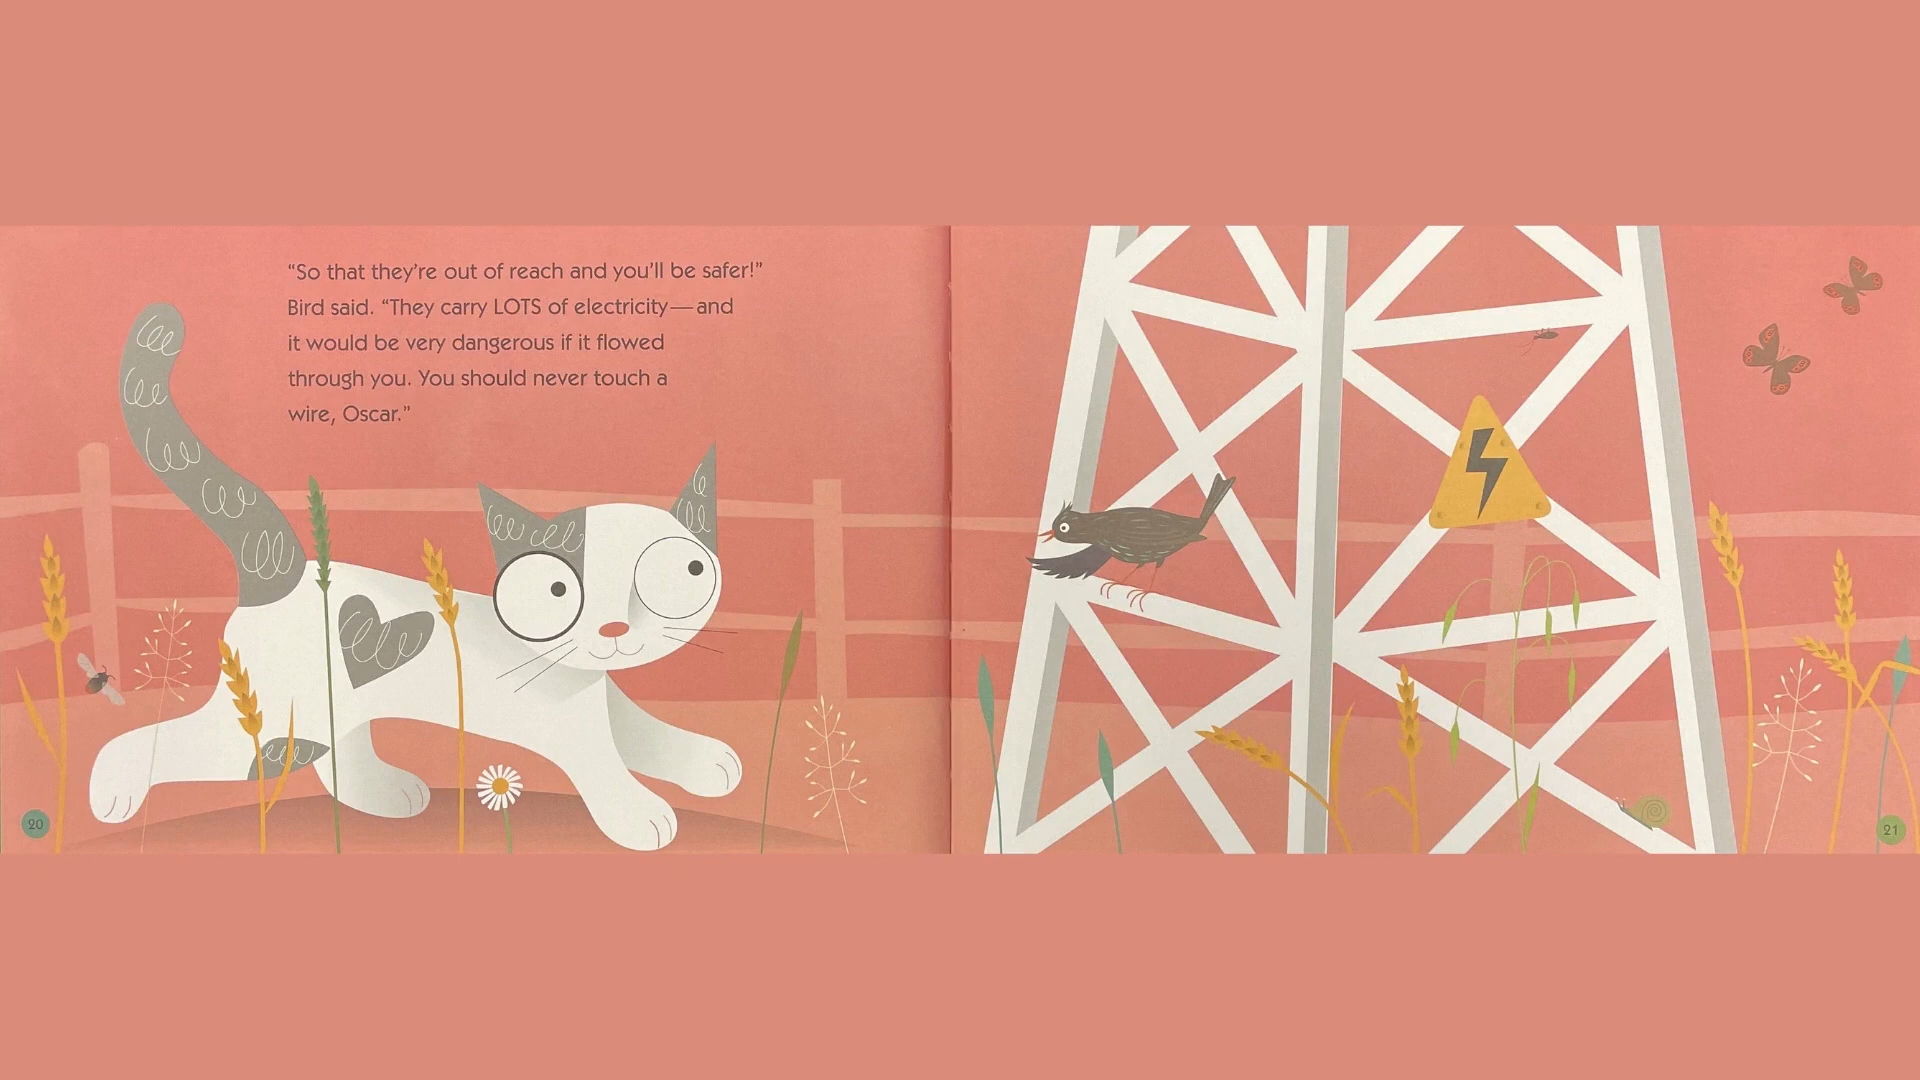 “So that they’re out of reach and you’ll be safer!”
Bird said. “They carry LOTS of electricity—and
it would be very dangerous if it flowed
through you. You should never touch a
wire, Oscar.”
20
21